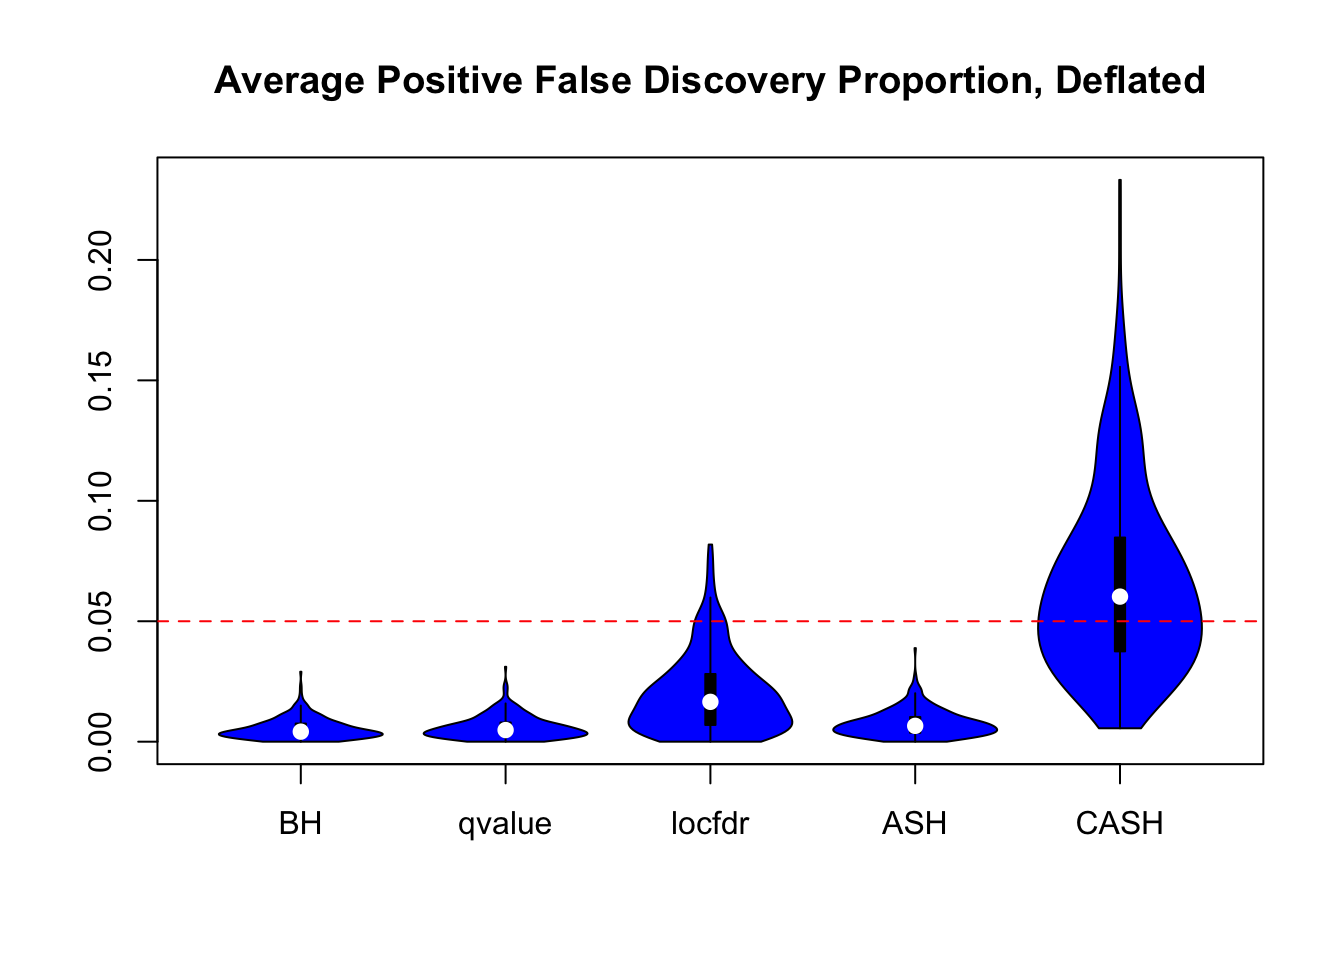 Average Positive False Discovery Proportion, Deflated
0.20
0.15
0.10
0.05
0.00
BH qvalue locfdr ASH CASH